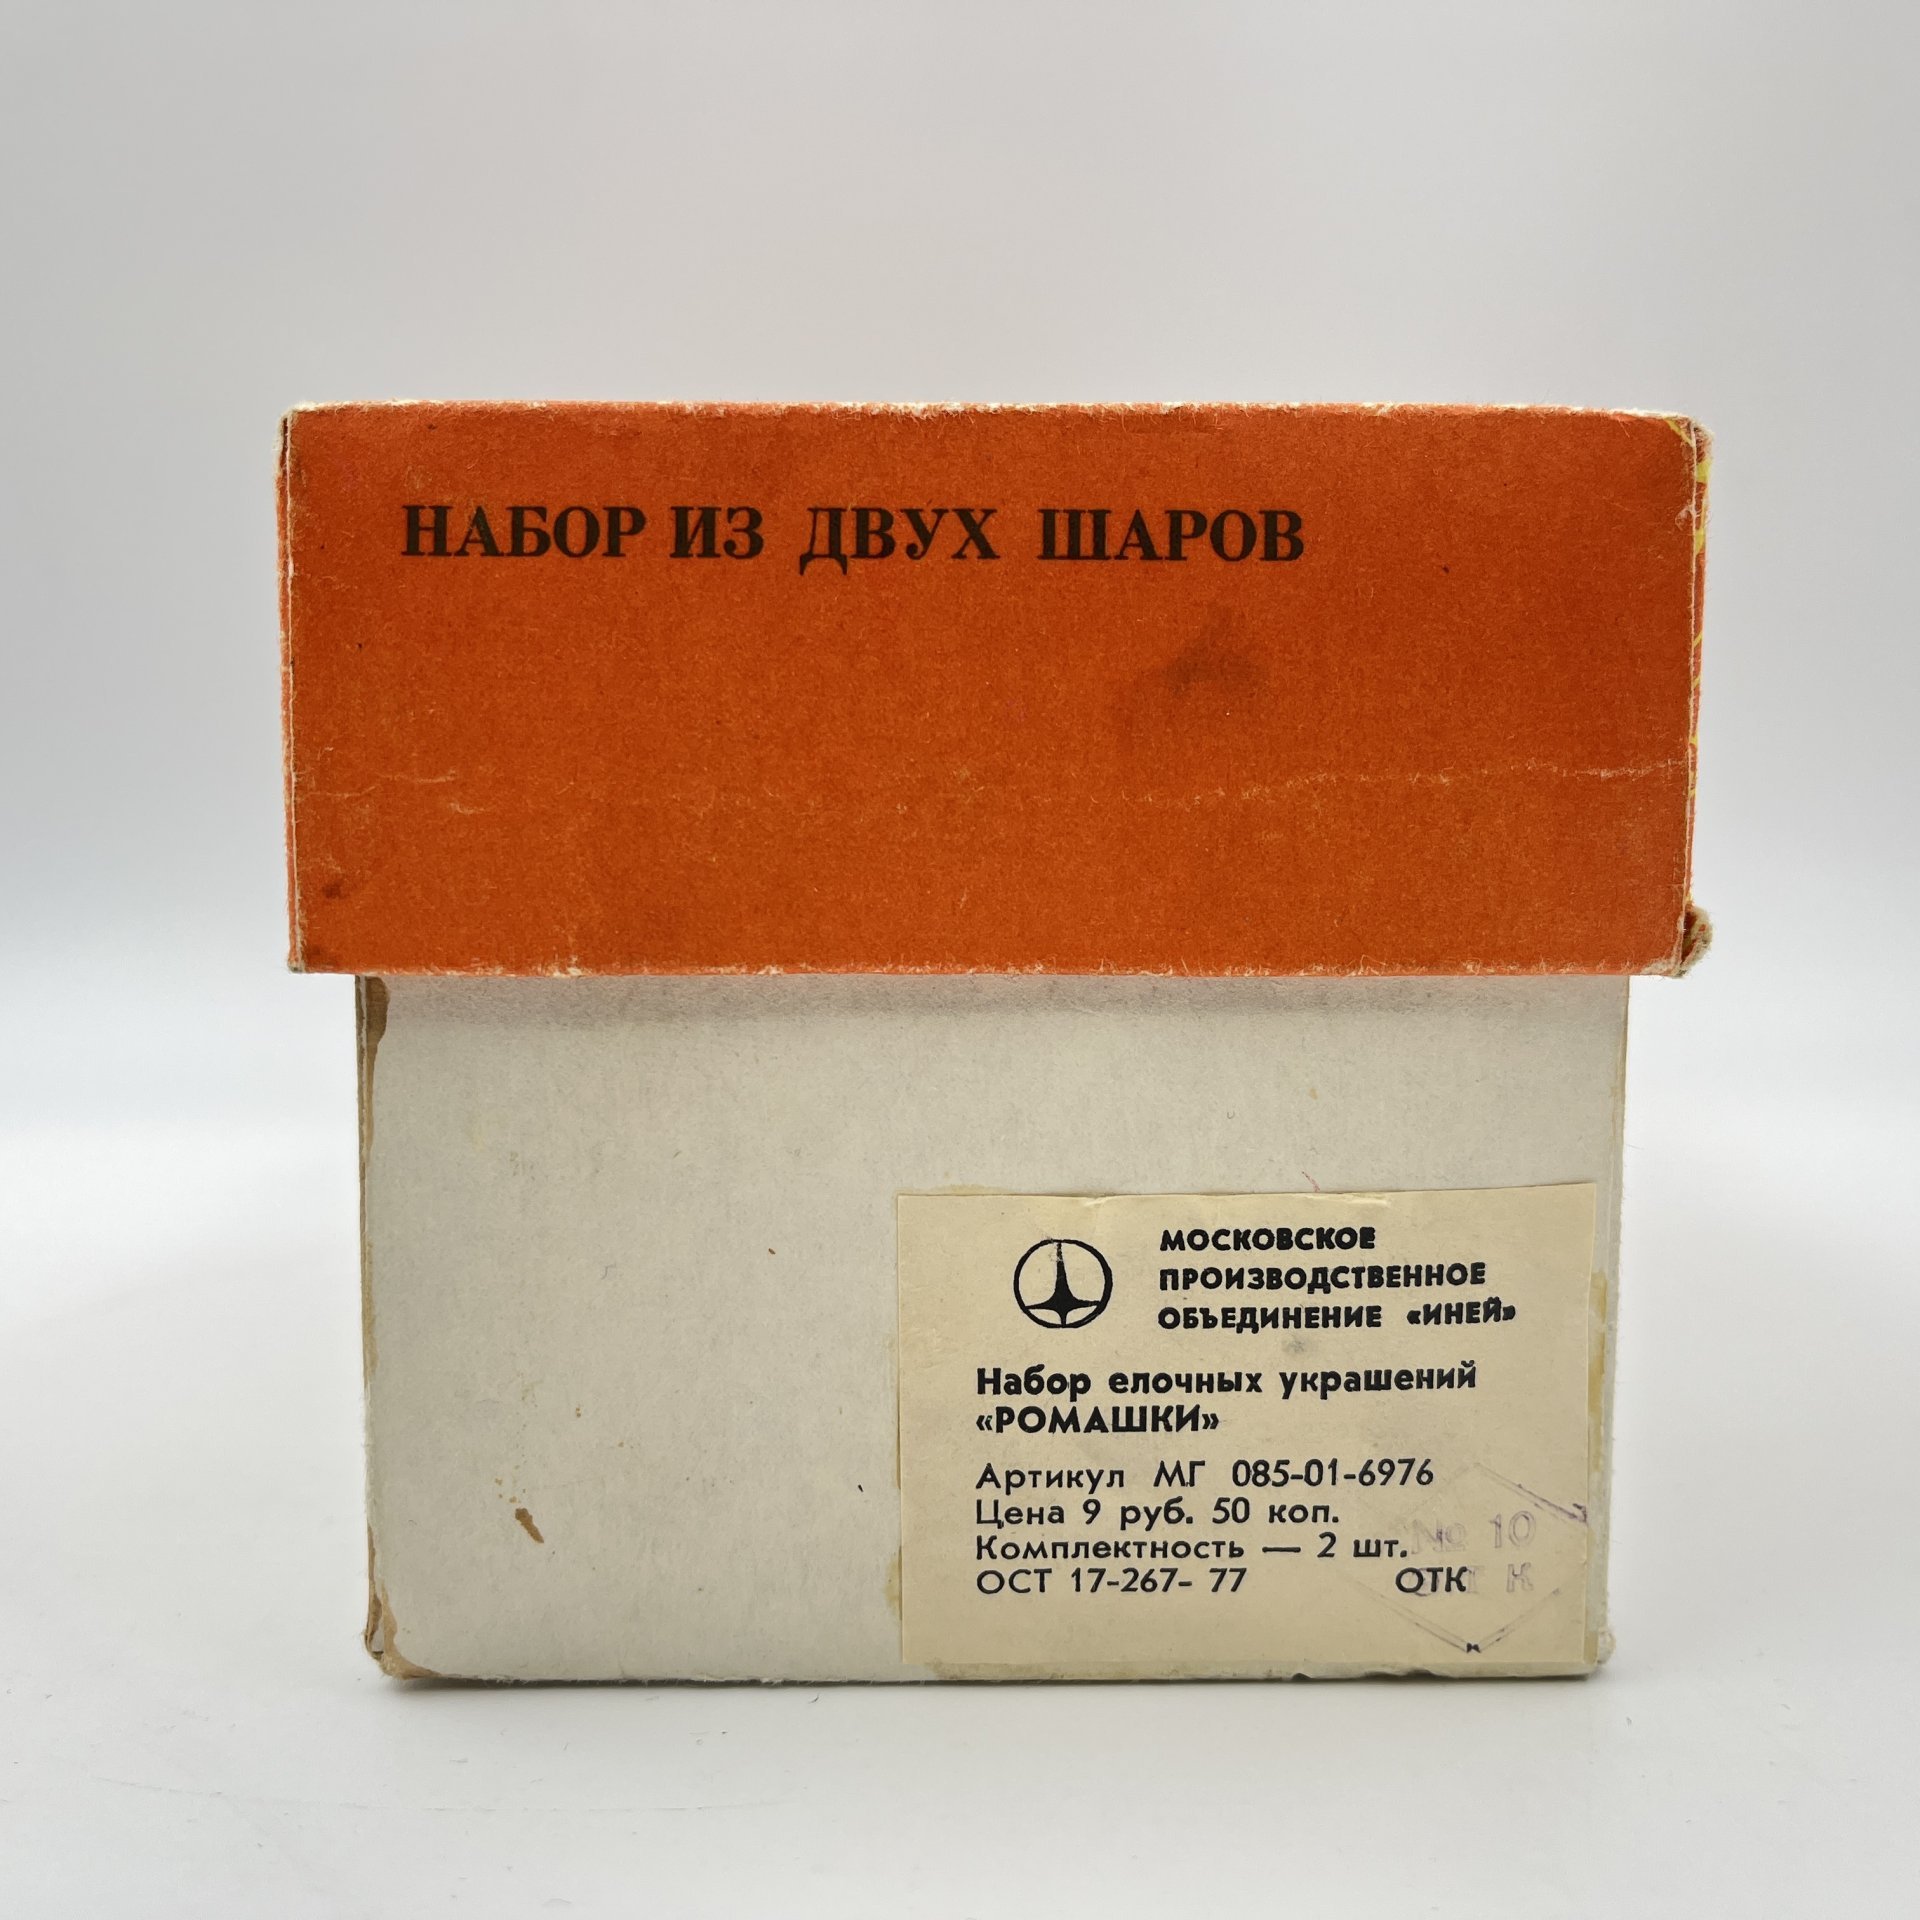 НАБОР ИЗ ДВУХ ШАРОВ
МОСКОВСКОЕ
ПРОИЗВОДСТВЕННОЕ
ОБЪЕДИНЕНИЕ «ИНЕЙ»
Набор елочных украшений
«РОМАШКИ»
Артикул МГ 085-01-6976
Цена 9 руб. 50 коп.
Комплектность — 2 шт.
№ 10
ОСТ 17-267- 77 ОТК
ОТК